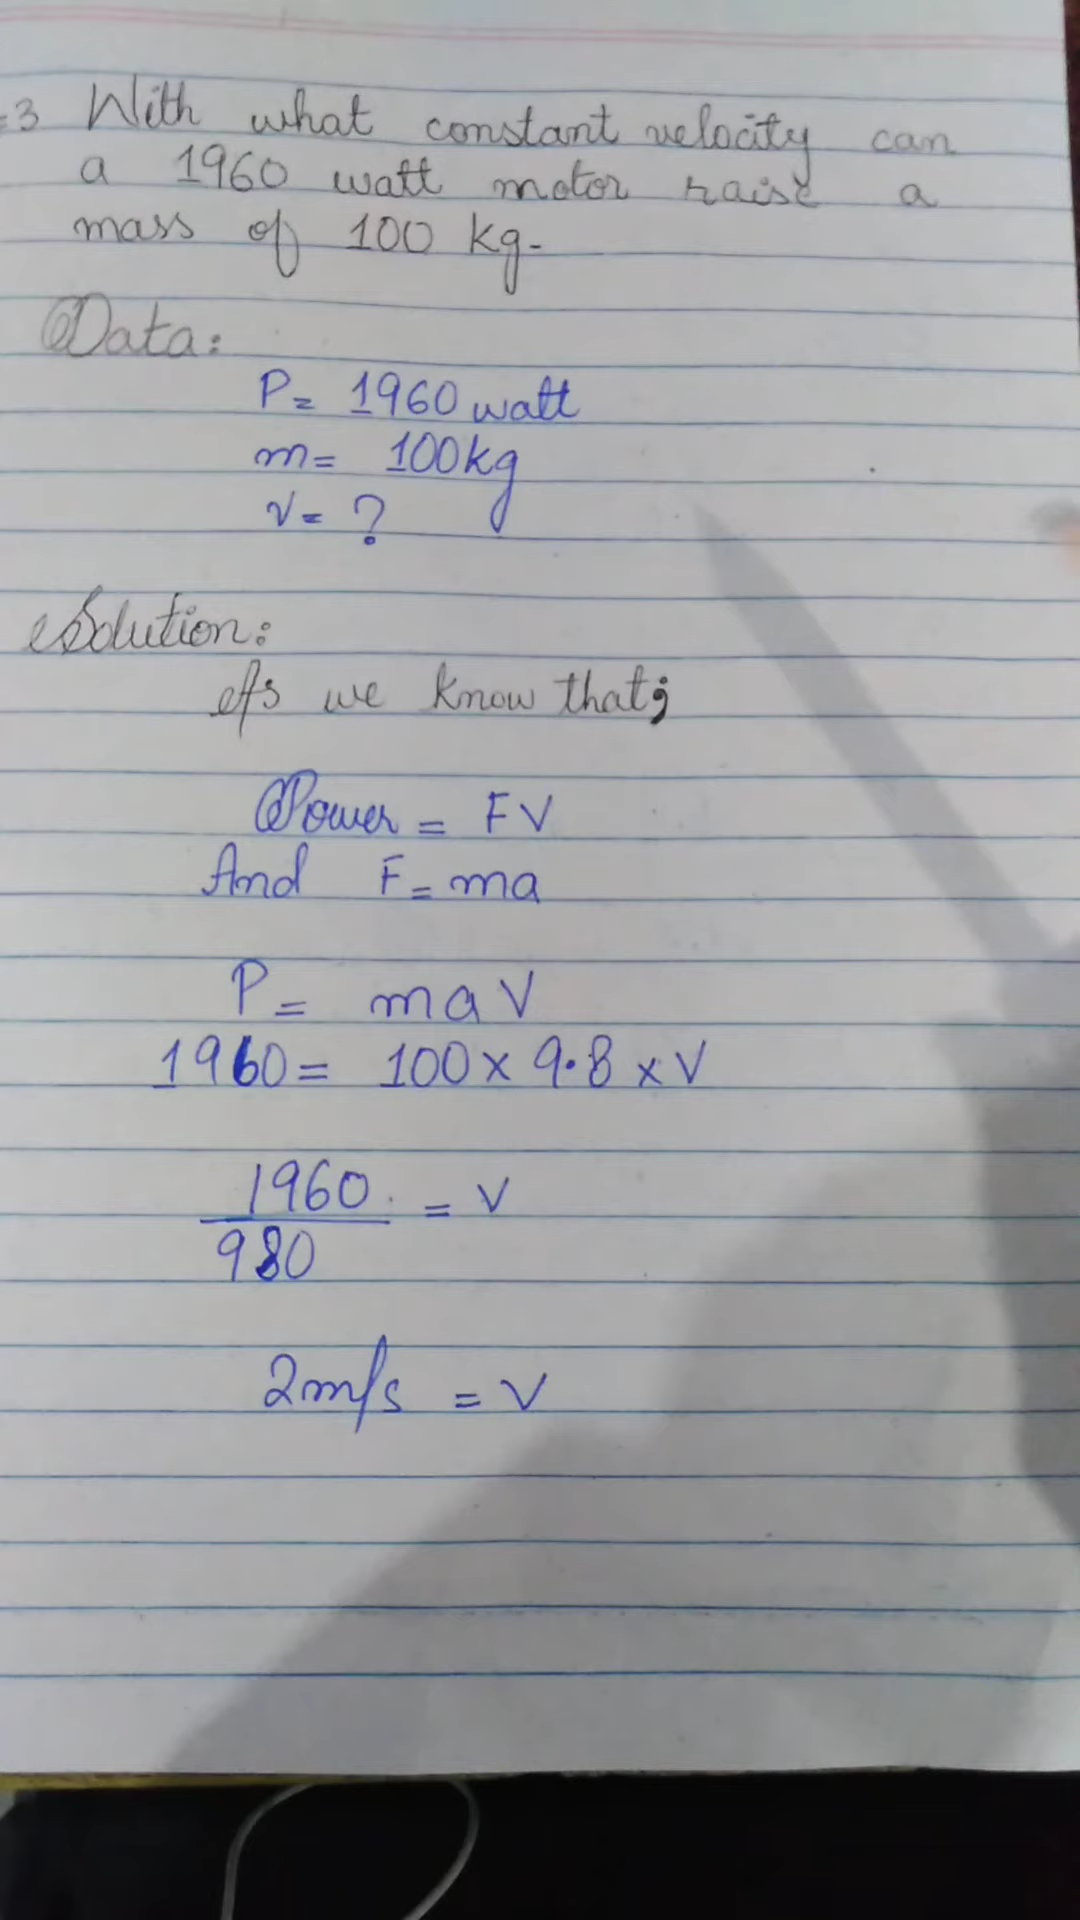 3 With what constant velocity can
a 1960 watt motor raise a
mass of 100 kg.
Data:
P = 1960 watt
m = 100kg
v = ?
Solution:
As we know that;
Power = FV
And F = ma
P = maV
1960 = 100 x 9.8 x V
1960 / 980 = V
2m/s = V